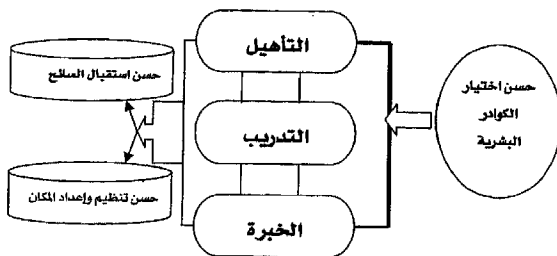 حسن اختيار
الكوادر
البشرية
التأهيل
التدريب
الخبرة
حسن استقبال السائح
حسن تنظيم وإعداد المكان